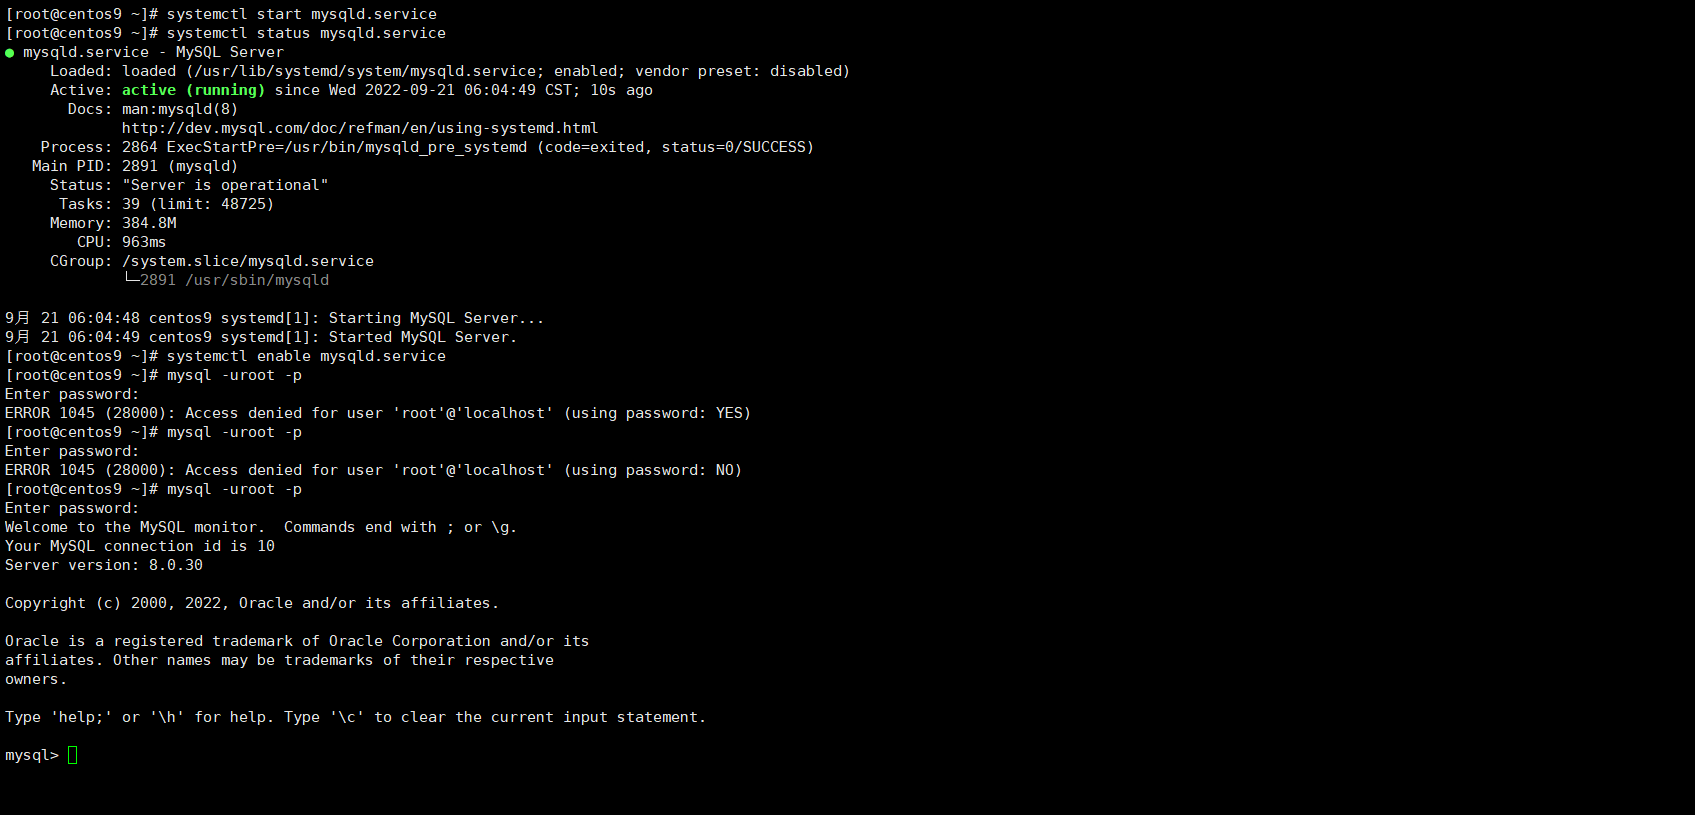 [root@centos9 ~]# systemctl start mysqld.service
[root@centos9 ~]# systemctl status mysqld.service
● mysqld.service - MySQL Server
     Loaded: loaded (/usr/lib/systemd/system/mysqld.service; enabled; vendor preset: disabled)
     Active: active (running) since Wed 2022-09-21 06:04:49 CST; 10s ago
       Docs: man:mysqld(8)
             http://dev.mysql.com/doc/refman/en/using-systemd.html
    Process: 2864 ExecStartPre=/usr/bin/mysqld_pre_systemd (code=exited, status=0/SUCCESS)
   Main PID: 2891 (mysqld)
     Status: "Server is operational"
      Tasks: 39 (limit: 48725)
     Memory: 384.8M
        CPU: 963ms
     CGroup: /system.slice/mysqld.service
             └─2891 /usr/sbin/mysqld

9月 21 06:04:48 centos9 systemd[1]: Starting MySQL Server...
9月 21 06:04:49 centos9 systemd[1]: Started MySQL Server.
[root@centos9 ~]# systemctl enable mysqld.service
[root@centos9 ~]# mysql -uroot -p
Enter password:
ERROR 1045 (28000): Access denied for user 'root'@'localhost' (using password: YES)
[root@centos9 ~]# mysql -uroot -p
Enter password:
ERROR 1045 (28000): Access denied for user 'root'@'localhost' (using password: NO)
[root@centos9 ~]# mysql -uroot -p
Enter password:
Welcome to the MySQL monitor.  Commands end with ; or \g.
Your MySQL connection id is 10
Server version: 8.0.30

Copyright (c) 2000, 2022, Oracle and/or its affiliates.

Oracle is a registered trademark of Oracle Corporation and/or its
affiliates. Other names may be trademarks of their respective
owners.

Type 'help;' or '\h' for help. Type '\c' to clear the current input statement.

mysql>